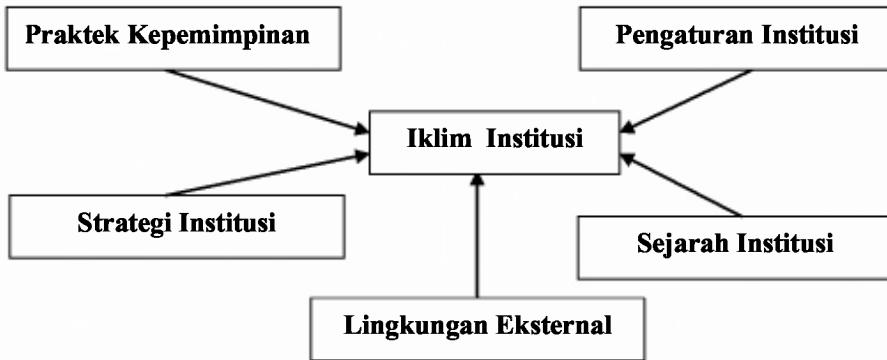 Praktek Kepemimpinan
Pengaturan Institusi
Iklim Institusi
Strategi Institusi
Sejarah Institusi
Lingkungan Eksternal